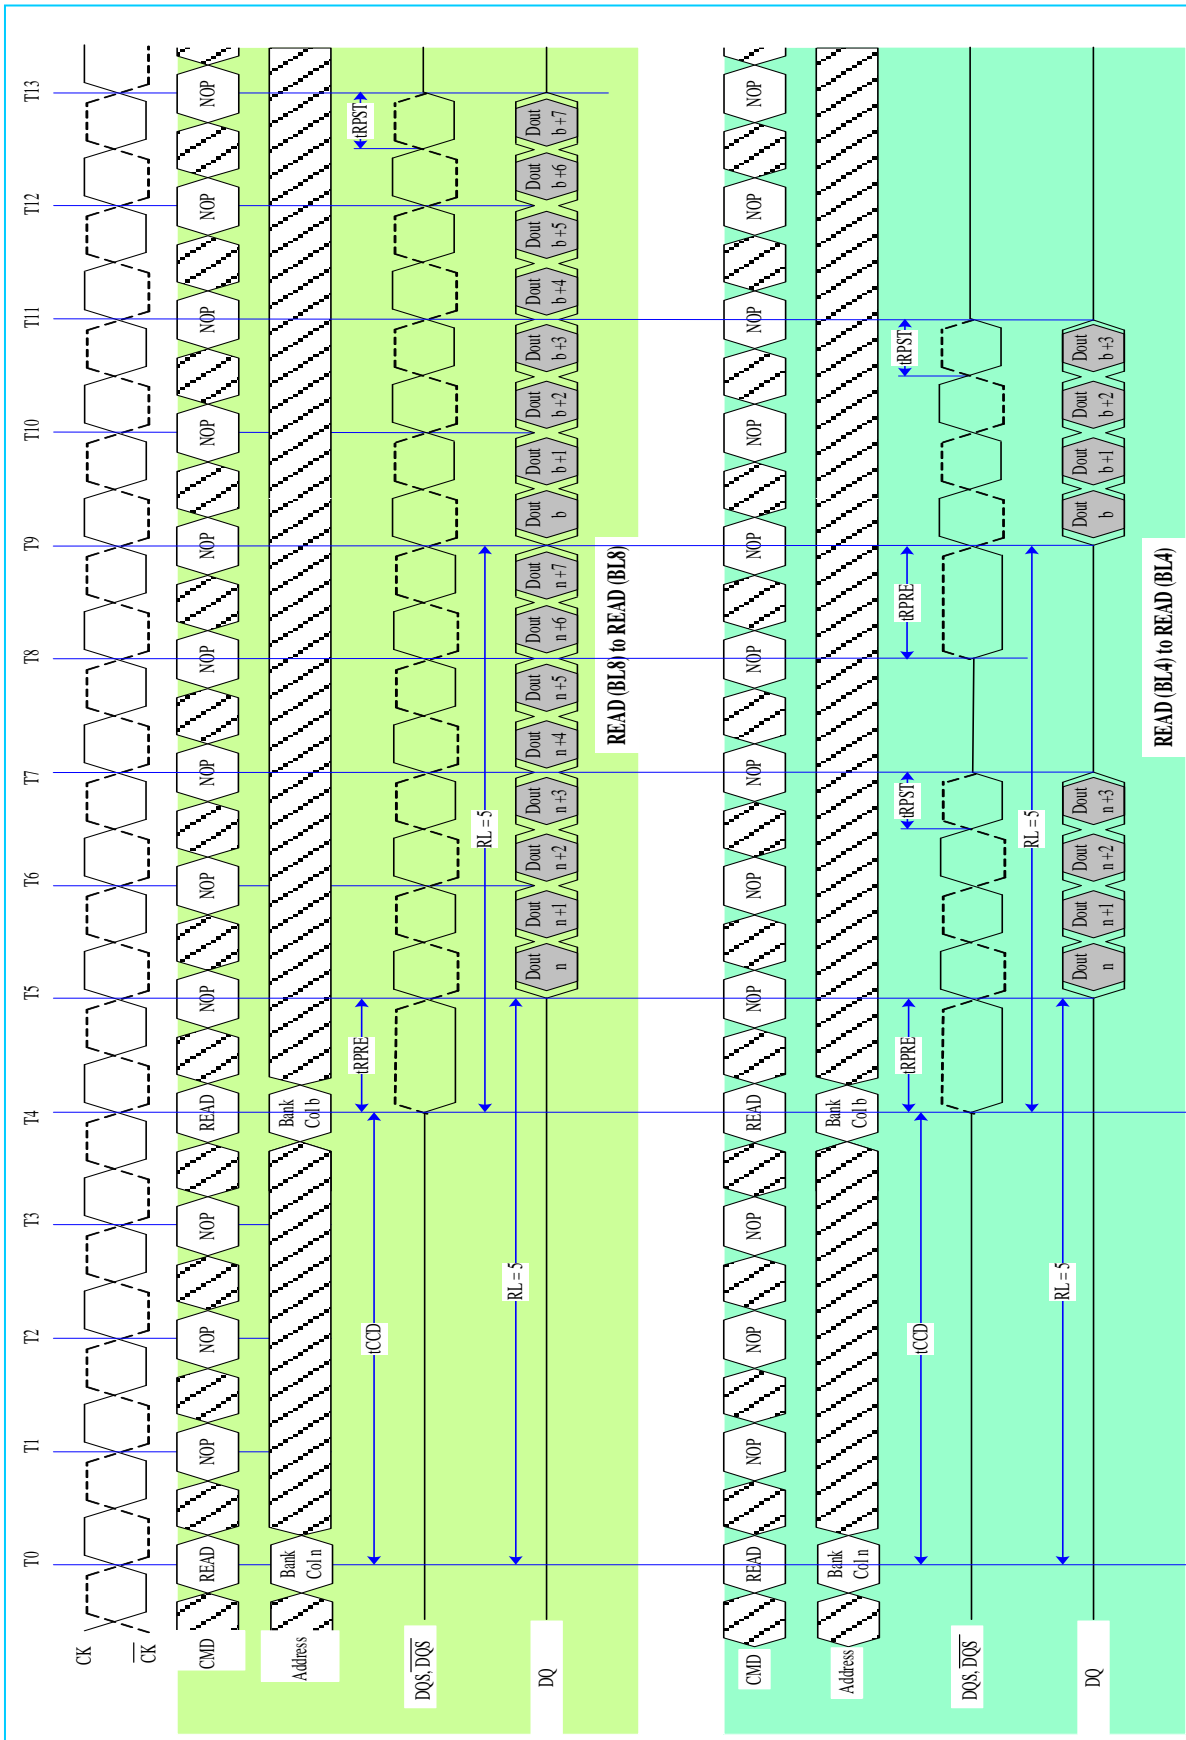 T0 T1 T2 T3 T4 T5 T6 T7 T8 T9 T10 T11 T12 T13
CK
CK
CMD READ NOP NOP NOP READ NOP NOP NOP NOP NOP NOP NOP NOP NOP
Address Bank Bank
Col n Col b
tCCD tRPRE tRPST
DQS, DQS
RL = 5
RL = 5
DQ Dout Dout Dout Dout Dout Dout Dout Dout Dout Dout Dout Dout Dout Dout Dout Dout
n n+1 n+2 n+3 n+4 n+5 n+6 n+7 b b+1 b+2 b+3 b+4 b+5 b+6 b+7
READ (BL8) to READ (BL8)
CMD READ NOP NOP NOP READ NOP NOP NOP NOP NOP NOP NOP NOP NOP
Address Bank Bank
Col n Col b
tCCD tRPRE tRPST tRPRE tRPST
DQS, DQS
RL = 5
RL = 5
DQ Dout Dout Dout Dout Dout Dout Dout Dout
n n+1 n+2 n+3 b b+1 b+2 b+3
READ (BL4) to READ (BL4)